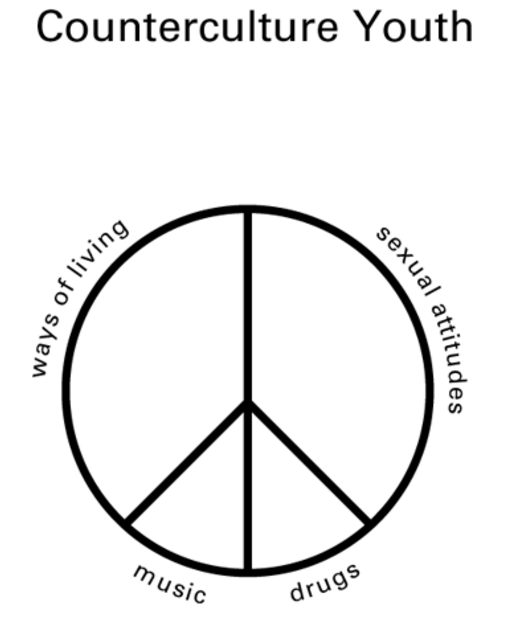 Counterculture Youth
ways of living
sexual attitudes
music
drugs